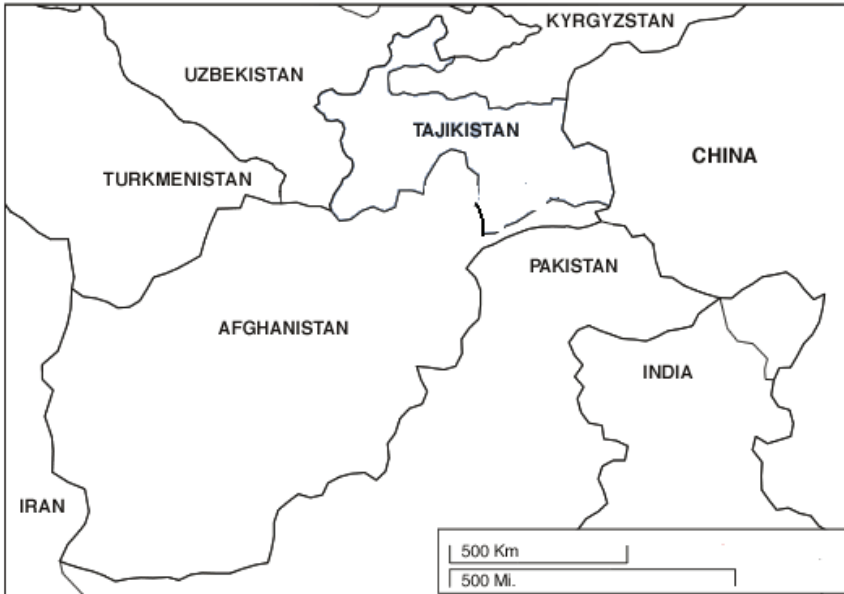 KYRGYZSTAN
UZBEKISTAN
TAJIKISTAN
CHINA
TURKMENISTAN
PAKISTAN
AFGHANISTAN
INDIA
IRAN
500 Km
500 Mi.